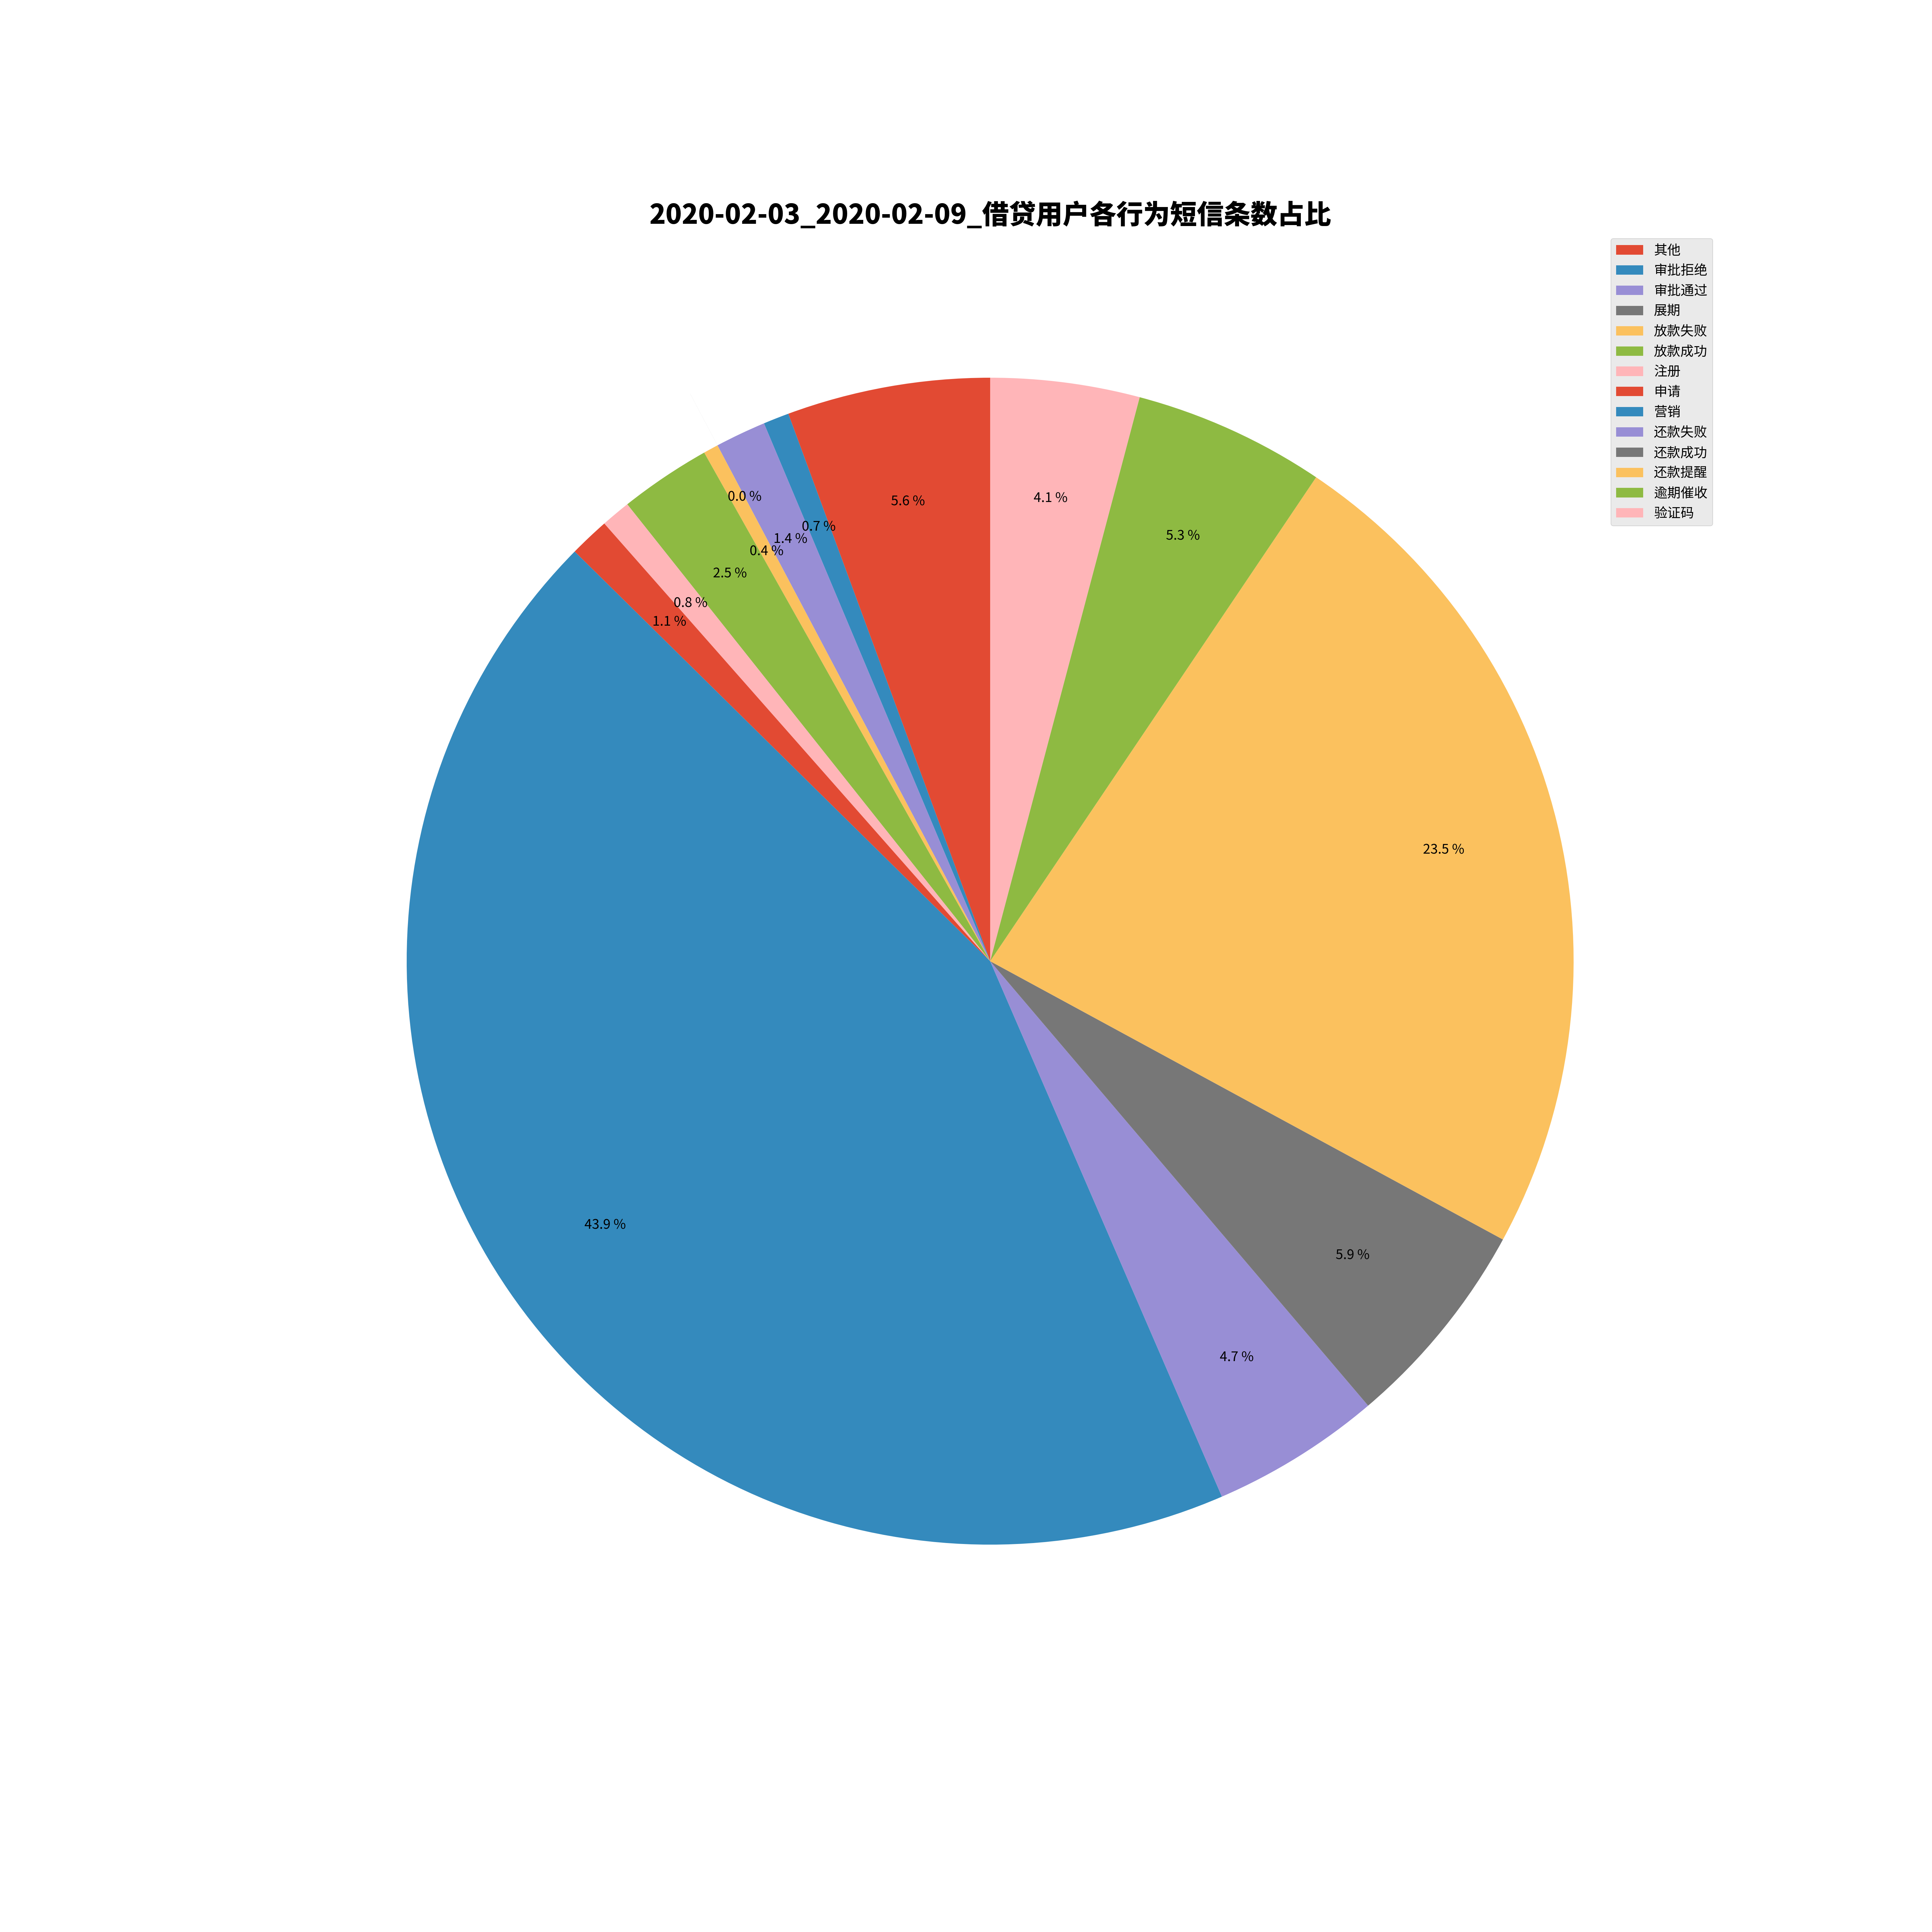 2020-02-03_2020-02-09_借贷用户各行为短信条数占比
其他
审批拒绝
审批通过
展期
放款失败
放款成功
注册
申请
营销
还款失败
还款成功
还款提醒
逾期催收
验证码
0.0 %
5.6 %
4.1 %
0.7 %
1.4 %
5.3 %
0.4 %
2.5 %
0.8 %
1.1 %
23.5 %
43.9 %
5.9 %
4.7 %